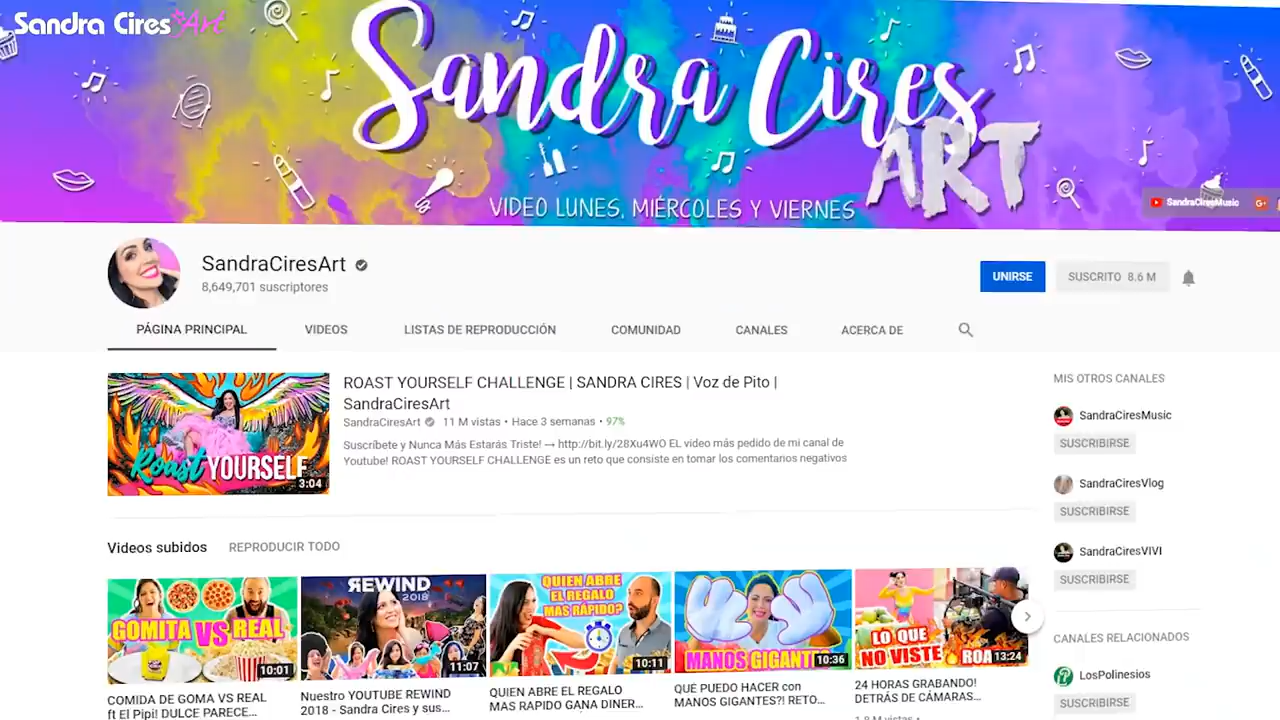 Sandra Cires Art
Sandra Cires
ART
VIDEO LUNES, MIÉRCOLES Y VIERNES
SandraCiresMusic
SandraCiresArt
8,649,701 suscriptores
UNIRSE
SUSCRITO 8.6 M
PÁGINA PRINCIPAL
VIDEOS
LISTAS DE REPRODUCCIÓN
COMUNIDAD
CANALES
ACERCA DE
Roast YOURSELF
3:04
ROAST YOURSELF CHALLENGE | SANDRA CIRES | Voz de Pito |
SandraCiresArt
SandraCiresArt 11 M vistas • Hace 3 semanas • 97%
Suscríbete y Nunca Más Estarás Triste! → http://bit.ly/28Xu4WO EL video más pedido de mi canal de
Youtube! ROAST YOURSELF CHALLENGE es un reto que consiste en tomar los comentarios negativos
MIS OTROS CANALES
SandraCiresMusic
SUSCRIBIRSE
SandraCiresVlog
SUSCRIBIRSE
SandraCiresVIVI
SUSCRIBIRSE
CANALES RELACIONADOS
LosPolinesios
SUSCRIBIRSE
Videos subidos
REPRODUCIR TODO
GOMITA VS REAL
10:01
COMIDA DE GOMA VS REAL
ft El Pipi! DULCE PARECE...
REWIND
2018
11:07
Nuestro YOUTUBE REWIND
2018 - Sandra Cires y sus...
QUIEN ABRE
EL REGALO
MAS RÁPIDO?
10:11
QUIEN ABRE EL REGALO
MAS RAPIDO GANA DINER...
MANOS GIGANT
10:36
QUE PUEDO HACER con
MANOS GIGANTES?! RETO...
LO QUE
NO VISTE
ROA
13:24
24 HORAS GRABANDO!
DETRÁS DE CÁMARAS...
1.8 M vistas •